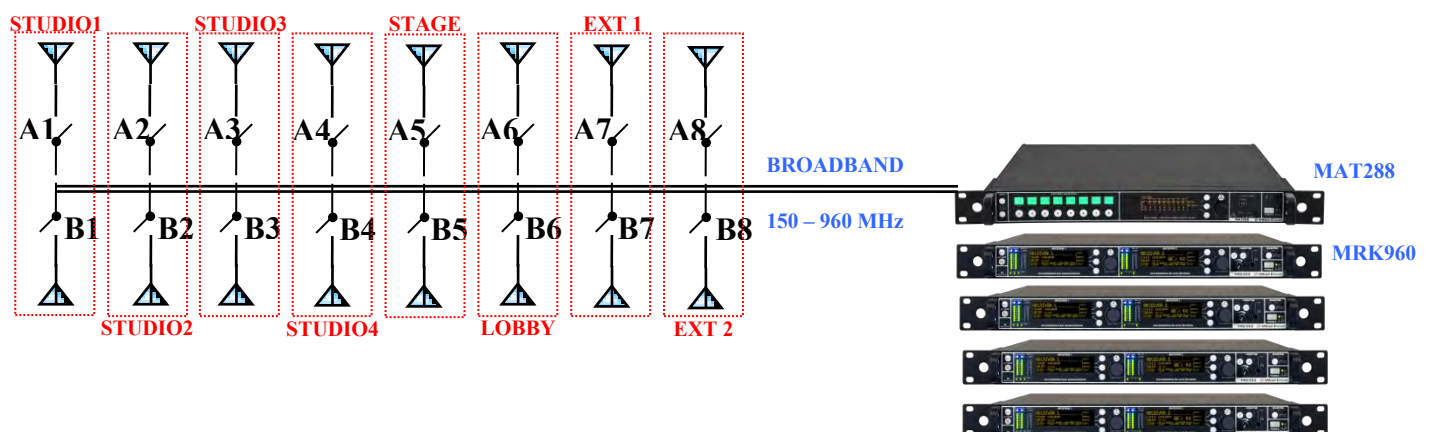 STUDIO1 STUDIO3 STAGE EXT 1
A1 A2 A3 A4 A5 A6 A7 A8
BROADBAND
MAT288
150 – 960 MHz
B1 B2 B3 B4 B5 B6 B7 B8
MRK960
STUDIO2 STUDIO4 LOBBY EXT 2